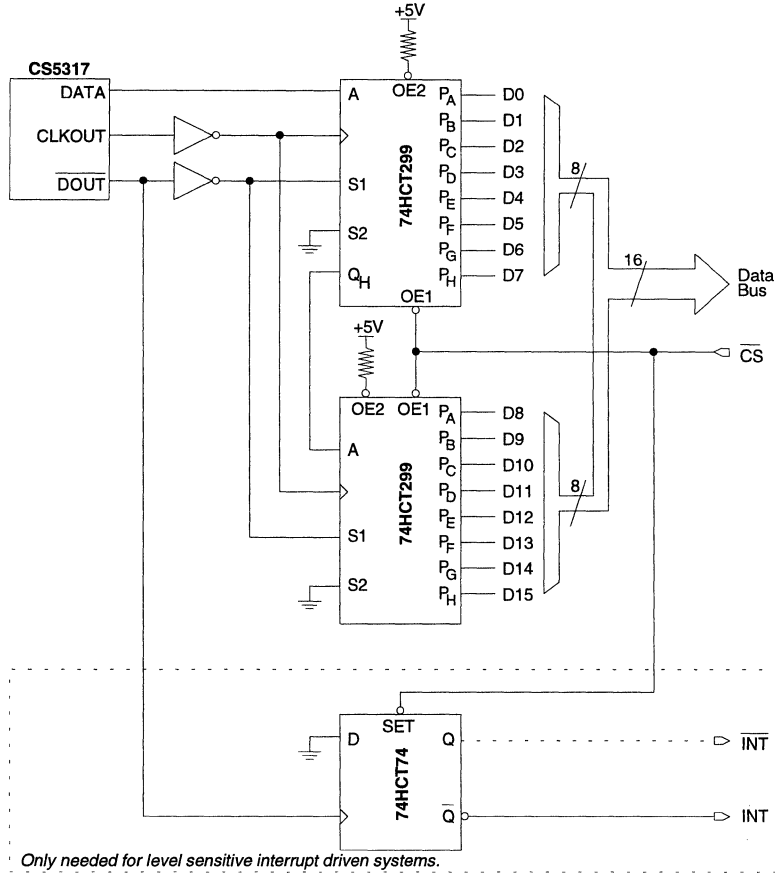 +5V
CS5317
DATA
CLKOUT
DOUT
OE2
A
S1
S2
QH
OE1
74HCT299
PA
PB
PC
PD
PE
PF
PG
PH
D0
D1
D2
D3
D4
D5
D6
D7
8
16
Data
Bus
CS
+5V
OE2
OE1
A
S1
S2
74HCT299
PA
PB
PC
PD
PE
PF
PG
PH
D8
D9
D10
D11
D12
D13
D14
D15
8
SET
D
74HCT74
Q
Q
INT
INT
Only needed for level sensitive interrupt driven systems.